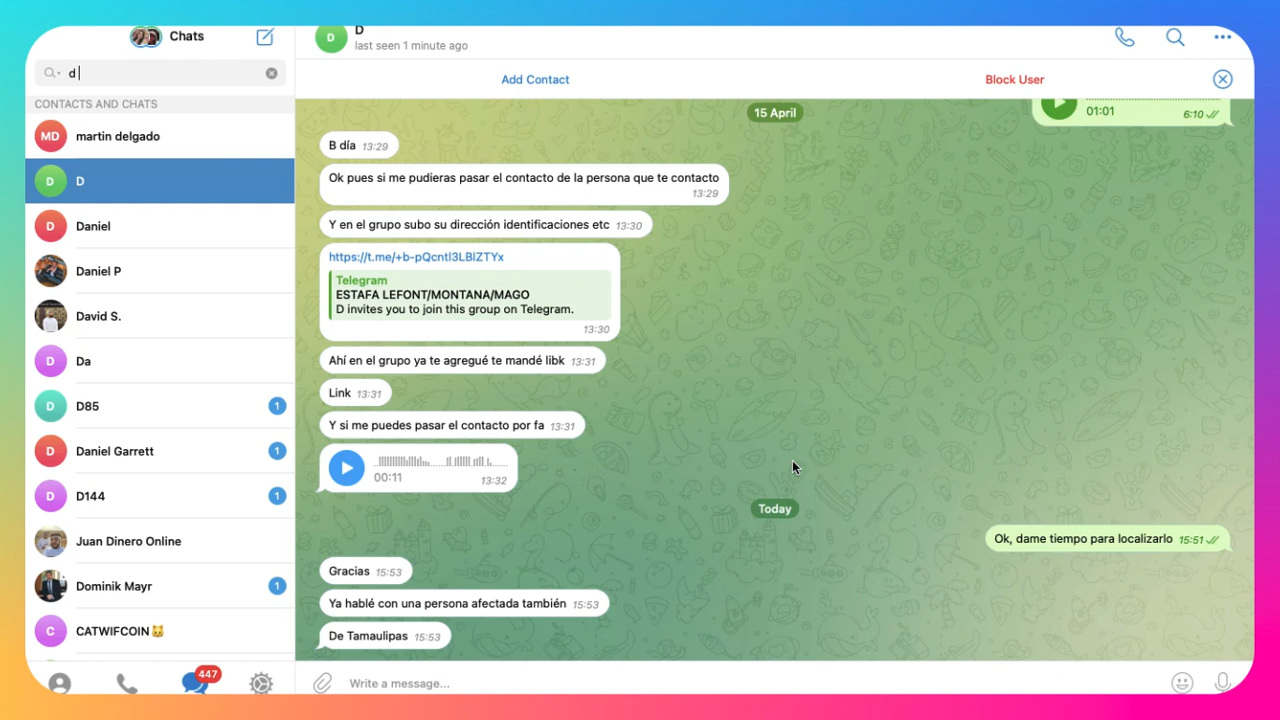 Chats
d
CONTACTS AND CHATS
MD martin delgado
D D
D Daniel
Daniel P
David S.
D Da
D D85 1
D Daniel Garrett 1
D D144 1
Juan Dinero Online
Dominik Mayr 1
C CATWIFCOIN🐱
447
D D
last seen 1 minute ago
Add Contact
Block User
15 April
01:01 6:10
B día 13:29
Ok pues si me pudieras pasar el contacto de la persona que te contacto
13:29
Y en el grupo subo su dirección identificaciones etc 13:30
https://t.me/+b-pQcntl3LBlZTYx
Telegram
ESTAFA LEFONT/MONTANA/MAGO
D invites you to join this group on Telegram.
13:30
Ahí en el grupo ya te agregué te mandé libk 13:31
Link 13:31
Y si me puedes pasar el contacto por fa 13:31
00:11 13:32
Today
Ok, dame tiempo para localizarlo 15:51
Gracias 15:53
Ya hablé con una persona afectada también 15:53
De Tamaulipas 15:53
Write a message...